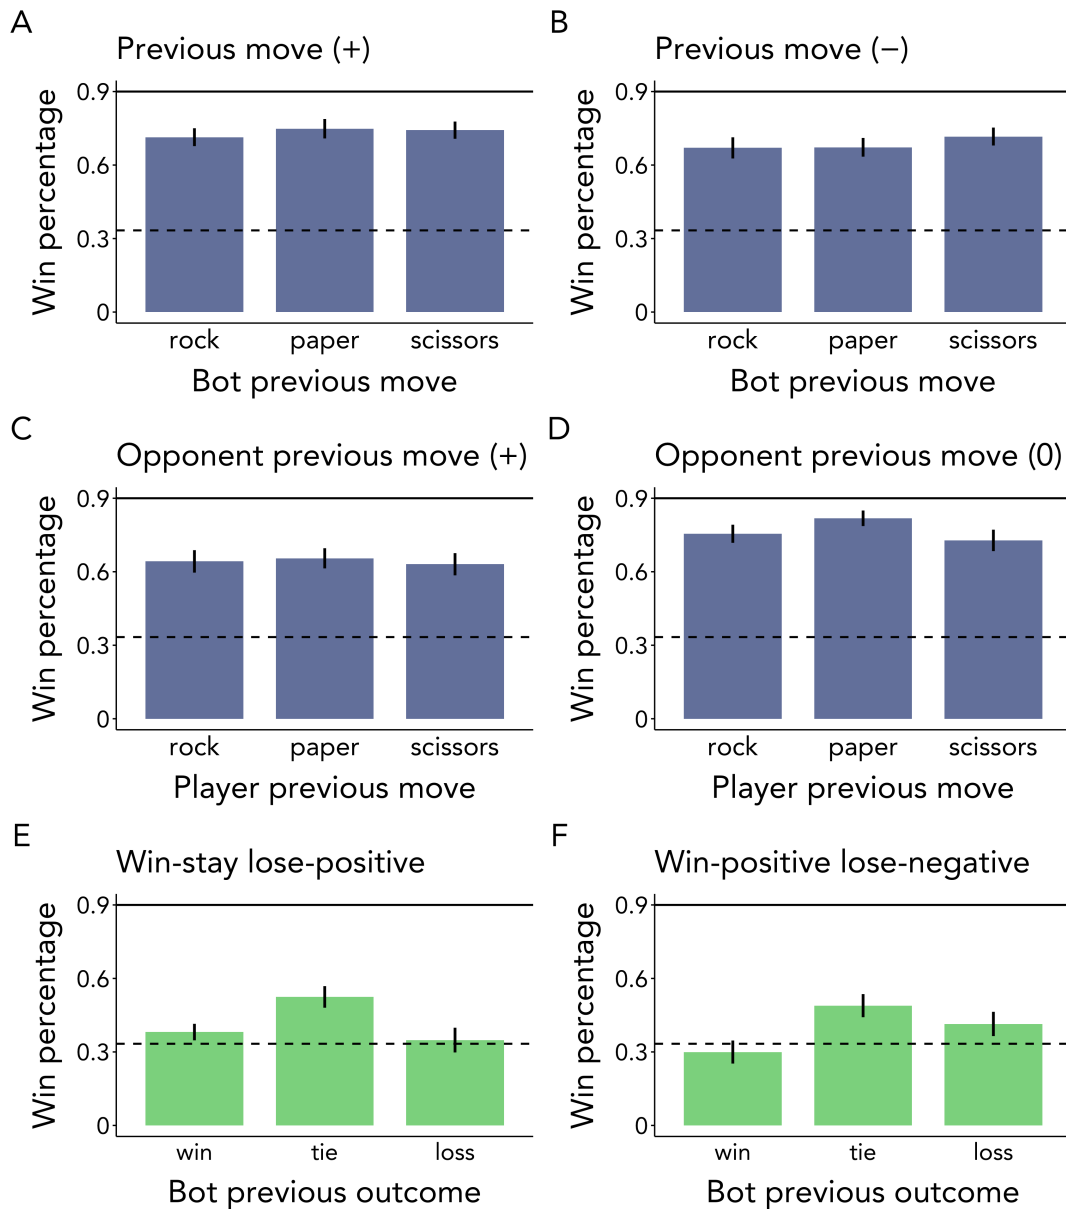 A
Previous move (+)
Win percentage
0.9
0.6
0.3
0
rock paper scissors
Bot previous move
B
Previous move (−)
Win percentage
0.9
0.6
0.3
0
rock paper scissors
Bot previous move
C
Opponent previous move (+)
Win percentage
0.9
0.6
0.3
0
rock paper scissors
Player previous move
D
Opponent previous move (0)
Win percentage
0.9
0.6
0.3
0
rock paper scissors
Player previous move
E
Win-stay lose-positive
Win percentage
0.9
0.6
0.3
0
win tie loss
Bot previous outcome
F
Win-positive lose-negative
Win percentage
0.9
0.6
0.3
0
win tie loss
Bot previous outcome